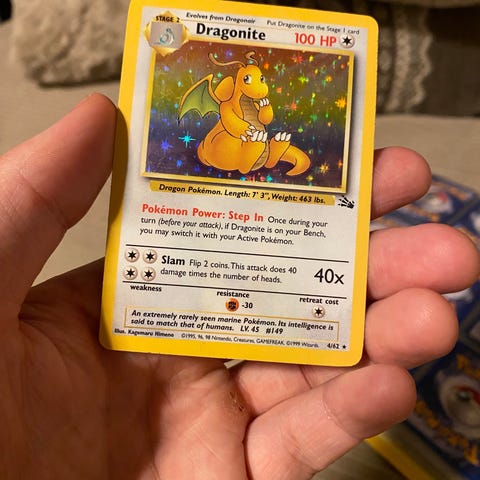 STAGE 2 Evolves from Dragonair Put Dragonite on the Stage 1 card
Dragonite 100 HP
Dragon Pokémon. Length: 7' 3", Weight: 463 lbs.
Pokémon Power: Step In Once during your
turn (before your attack), if Dragonite is on your Bench,
you may switch it with your Active Pokémon.
Slam Flip 2 coins. This attack does 40
damage times the number of heads.
40x
weakness resistance retreat cost
-30
An extremely rarely seen marine Pokémon. Its intelligence is
said to match that of humans. LV. 45 #149
Illus. Kagemaru Himeno ©1995, 96, 98 Nintendo, Creatures, GAMEFREAK. ©1999 Wizards. 4/62 ★